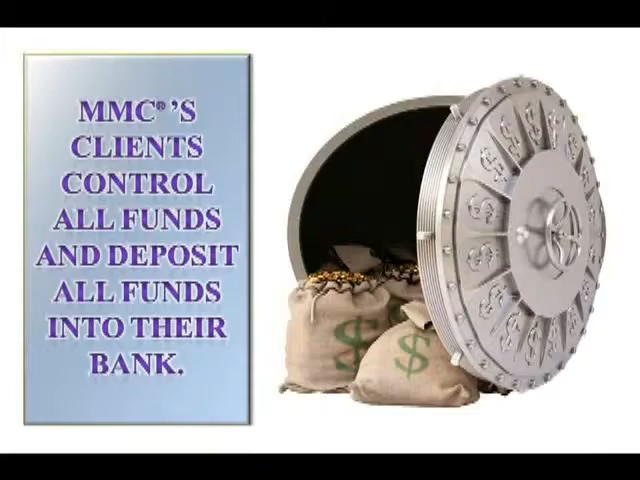 MMC® 'S
CLIENTS
CONTROL
ALL FUNDS
AND DEPOSIT
ALL FUNDS
INTO THEIR
BANK.
$
$